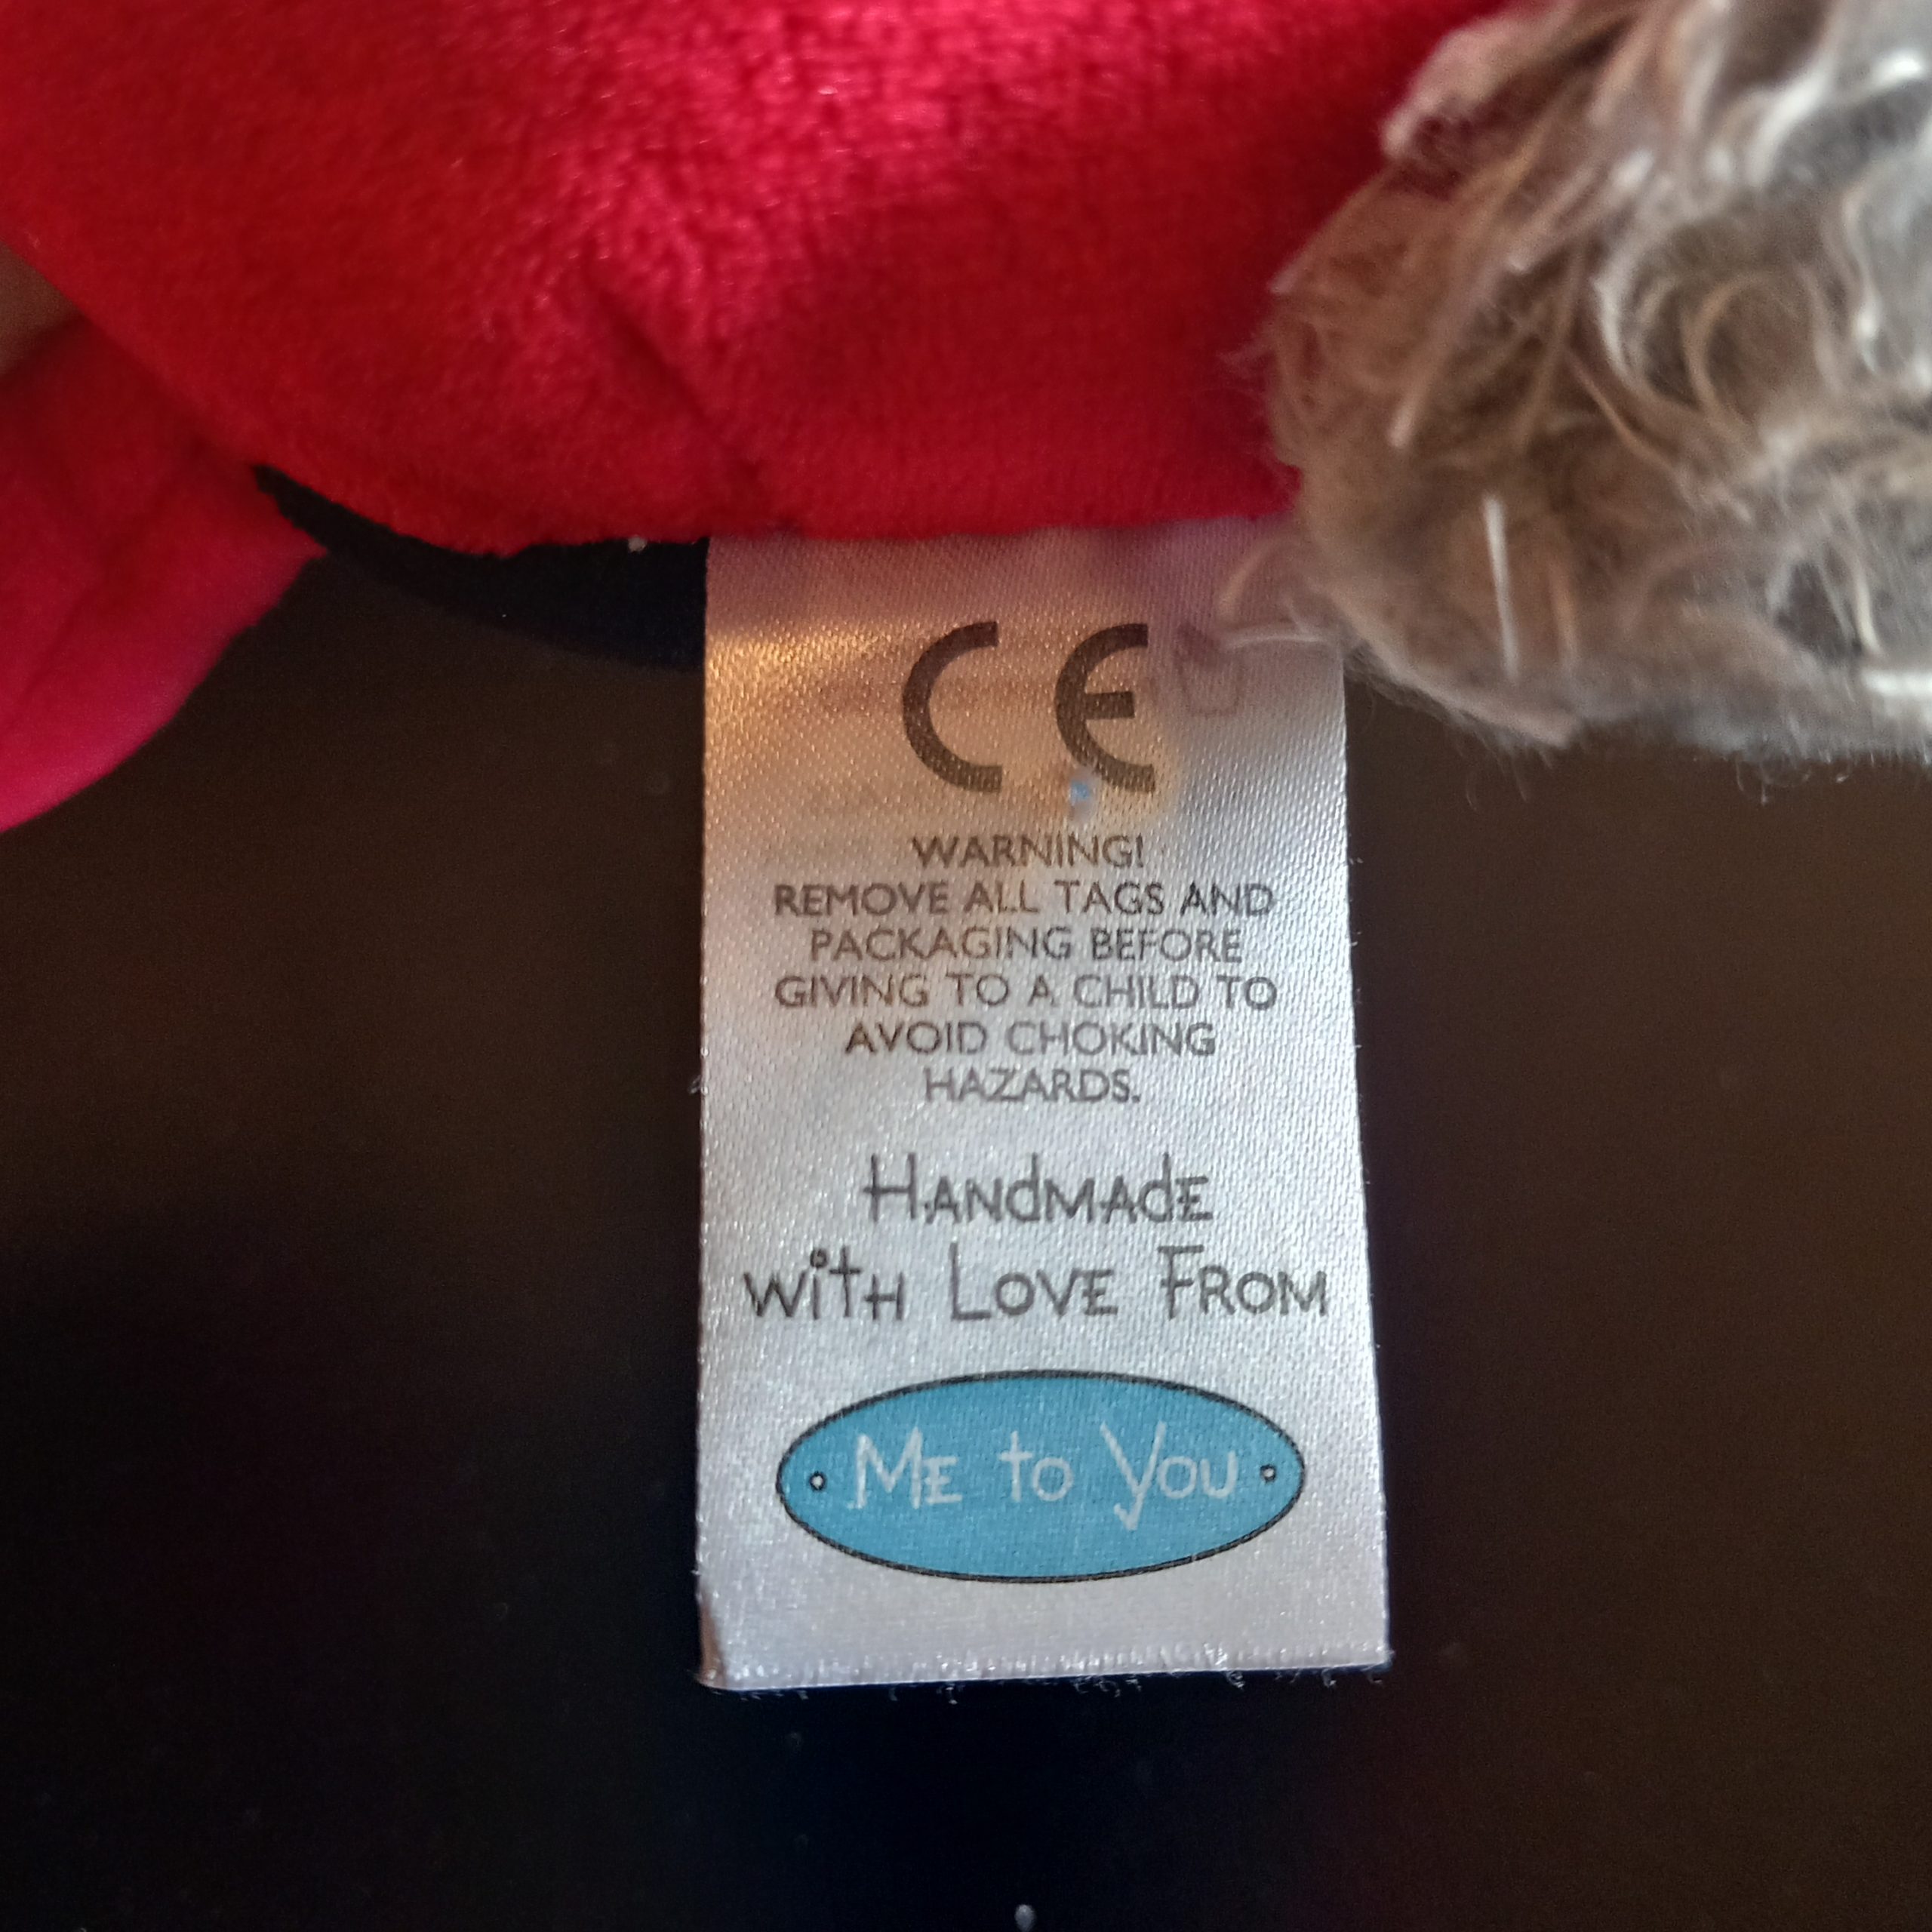 CE
WARNING!
REMOVE ALL TAGS AND
PACKAGING BEFORE
GIVING TO A CHILD TO
AVOID CHOKING
HAZARDS.
HANdMAdE
WiTH LOVE FROM
ME to YOU